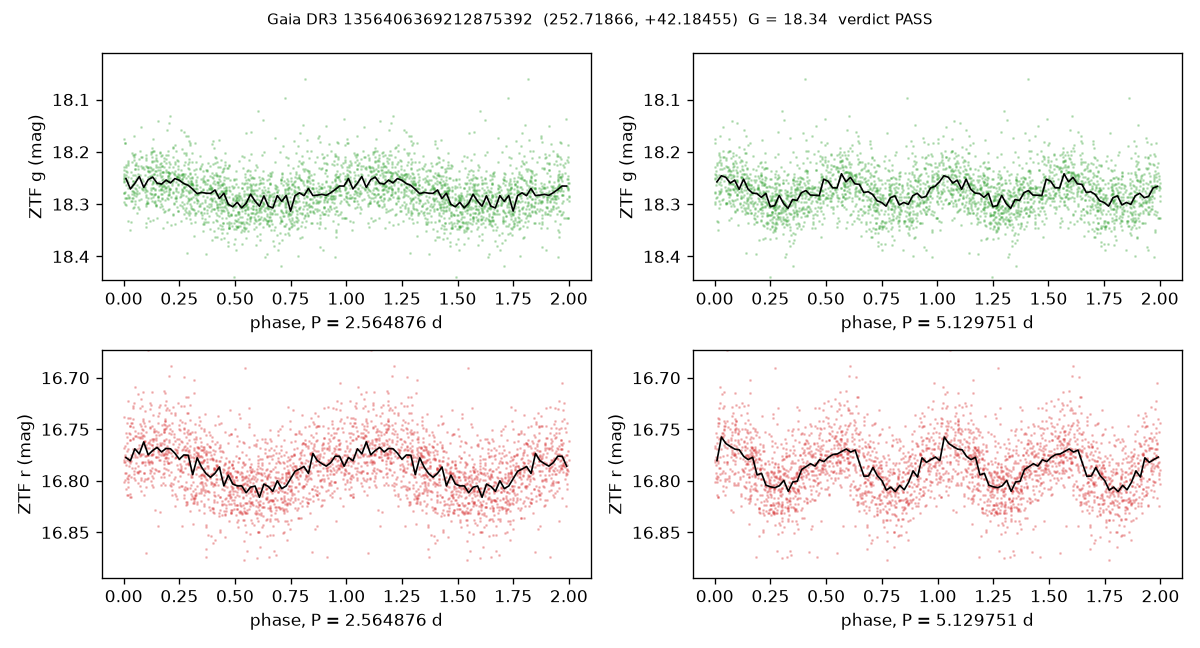 Gaia DR3 1356406369212875392 (252.71866, +42.18455) G = 18.34 verdict PASS
ZTF g (mag)
18.1
18.2
18.3
18.4
0.00 0.25 0.50 0.75 1.00 1.25 1.50 1.75 2.00
phase, P = 2.564876 d
ZTF g (mag)
18.1
18.2
18.3
18.4
0.00 0.25 0.50 0.75 1.00 1.25 1.50 1.75 2.00
phase, P = 5.129751 d
ZTF r (mag)
16.70
16.75
16.80
16.85
0.00 0.25 0.50 0.75 1.00 1.25 1.50 1.75 2.00
phase, P = 2.564876 d
ZTF r (mag)
16.70
16.75
16.80
16.85
0.00 0.25 0.50 0.75 1.00 1.25 1.50 1.75 2.00
phase, P = 5.129751 d